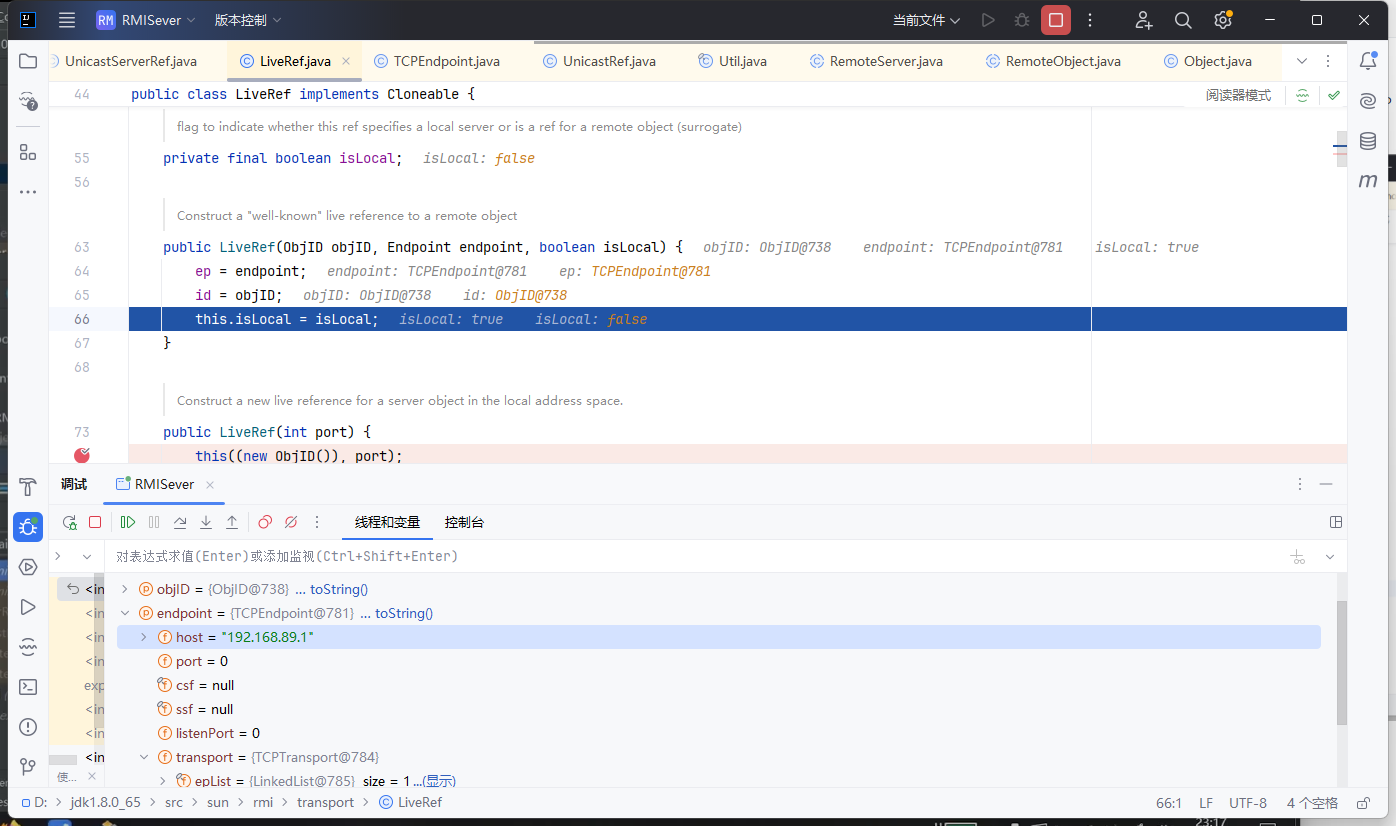 RM RMISever 版本控制 当前文件
UnicastServerRef.java LiveRef.java TCPEndpoint.java UnicastRef.java Util.java RemoteServer.java RemoteObject.java Object.java
44 public class LiveRef implements Cloneable { 阅读器模式
flag to indicate whether this ref specifies a local server or is a ref for a remote object (surrogate)
55 private final boolean isLocal; isLocal: false
56
Construct a "well-known" live reference to a remote object
63 public LiveRef(ObjID objID, Endpoint endpoint, boolean isLocal) { objID: ObjID@738 endpoint: TCPEndpoint@781 isLocal: true
64 ep = endpoint; endpoint: TCPEndpoint@781 ep: TCPEndpoint@781
65 id = objID; objID: ObjID@738 id: ObjID@738
66 this.isLocal = isLocal; isLocal: true isLocal: false
67 }
68
Construct a new live reference for a server object in the local address space.
73 public LiveRef(int port) {
this((new ObjID()), port);
调试 RMISever
线程和变量 控制台
对表达式求值(Enter)或添加监视(Ctrl+Shift+Enter)
<in objID = {ObjID@738} ... toString()
<in endpoint = {TCPEndpoint@781} ... toString()
<in host = "192.168.89.1"
<in port = 0
exp csf = null
<in ssf = null
<in listenPort = 0
<in transport = {TCPTransport@784}
使... epList = {LinkedList@785} size = 1 ...(显示)
D: > jdk1.8.0_65 > src > sun > rmi > transport > LiveRef 66:1 LF UTF-8 4 个空格
23:17